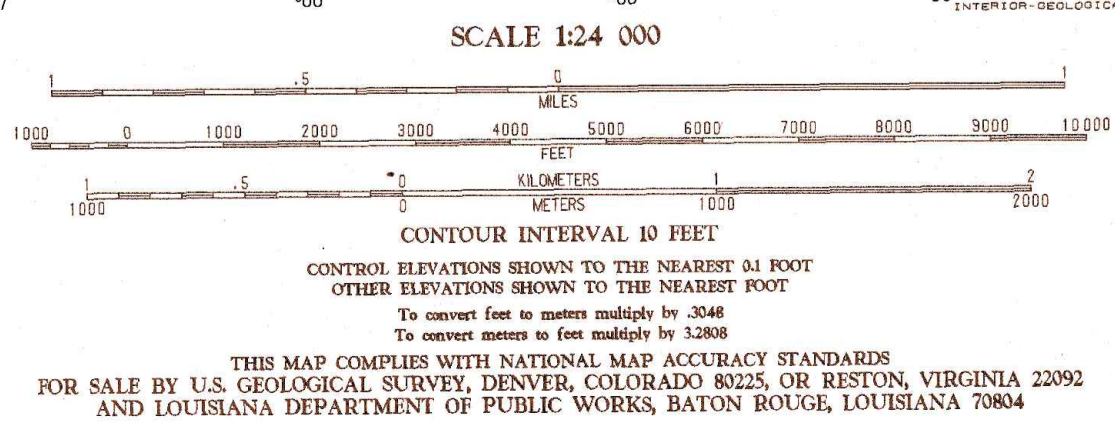 INTERIOR-GEOLOGICA
SCALE 1:24 000
1 .5 0 1
MILES
1000 0 1000 2000 3000 4000 5000 6000 7000 8000 9000 10000
FEET
1 .5 0 KILOMETERS 1 2
1000 0 METERS 1000 2000
CONTOUR INTERVAL 10 FEET
CONTROL ELEVATIONS SHOWN TO THE NEAREST 0.1 FOOT
OTHER ELEVATIONS SHOWN TO THE NEAREST FOOT
To convert feet to meters multiply by .3048
To convert meters to feet multiply by 3.2808
THIS MAP COMPLIES WITH NATIONAL MAP ACCURACY STANDARDS
FOR SALE BY U.S. GEOLOGICAL SURVEY, DENVER, COLORADO 80225, OR RESTON, VIRGINIA 22092
AND LOUISIANA DEPARTMENT OF PUBLIC WORKS, BATON ROUGE, LOUISIANA 70804